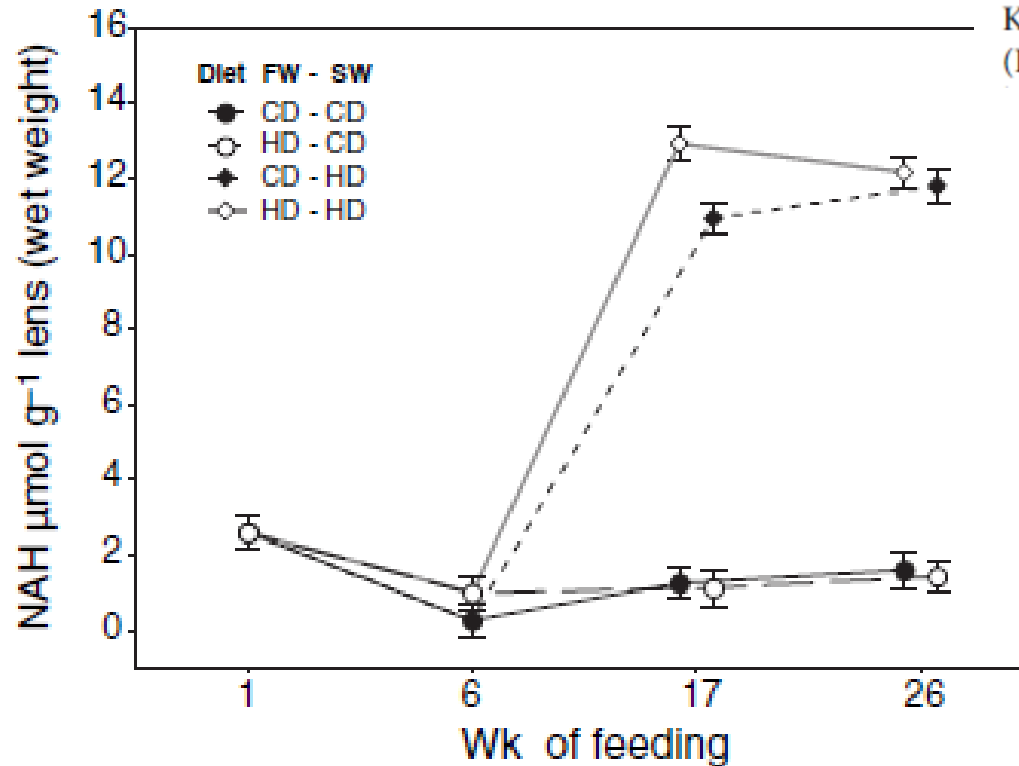 K
(I
16
14
12
10
8
6
4
2
0
NAH µmol g–1 lens (wet weight)
Diet FW - SW
CD - CD
HD - CD
CD - HD
HD - HD
1 6 17 26
Wk of feeding